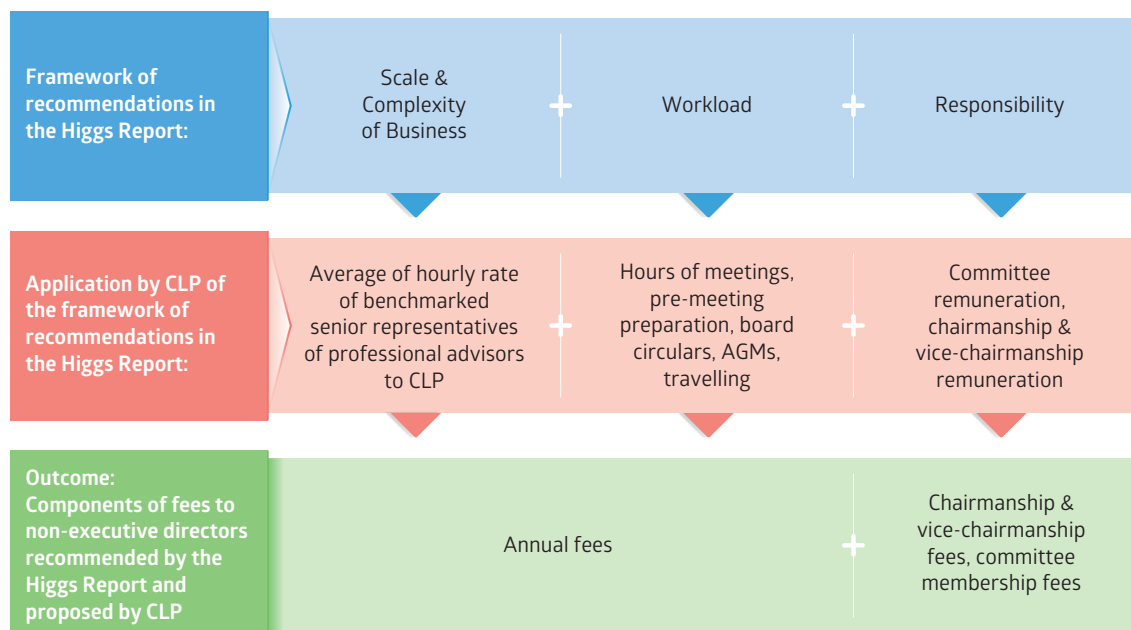 Framework of
recommendations in
the Higgs Report:
Scale &
Complexity
of Business
+
Workload
+
Responsibility
Application by CLP of
the framework of
recommendations in
the Higgs Report:
Average of hourly rate
of benchmarked
senior representatives
of professional advisors
to CLP
+
Hours of meetings,
pre-meeting
preparation, board
circulars, AGMs,
travelling
+
Committee
remuneration,
chairmanship &
vice-chairmanship
remuneration
Outcome:
Components of fees to
non-executive directors
recommended by the
Higgs Report and
proposed by CLP
Annual fees
+
Chairmanship &
vice-chairmanship
fees, committee
membership fees